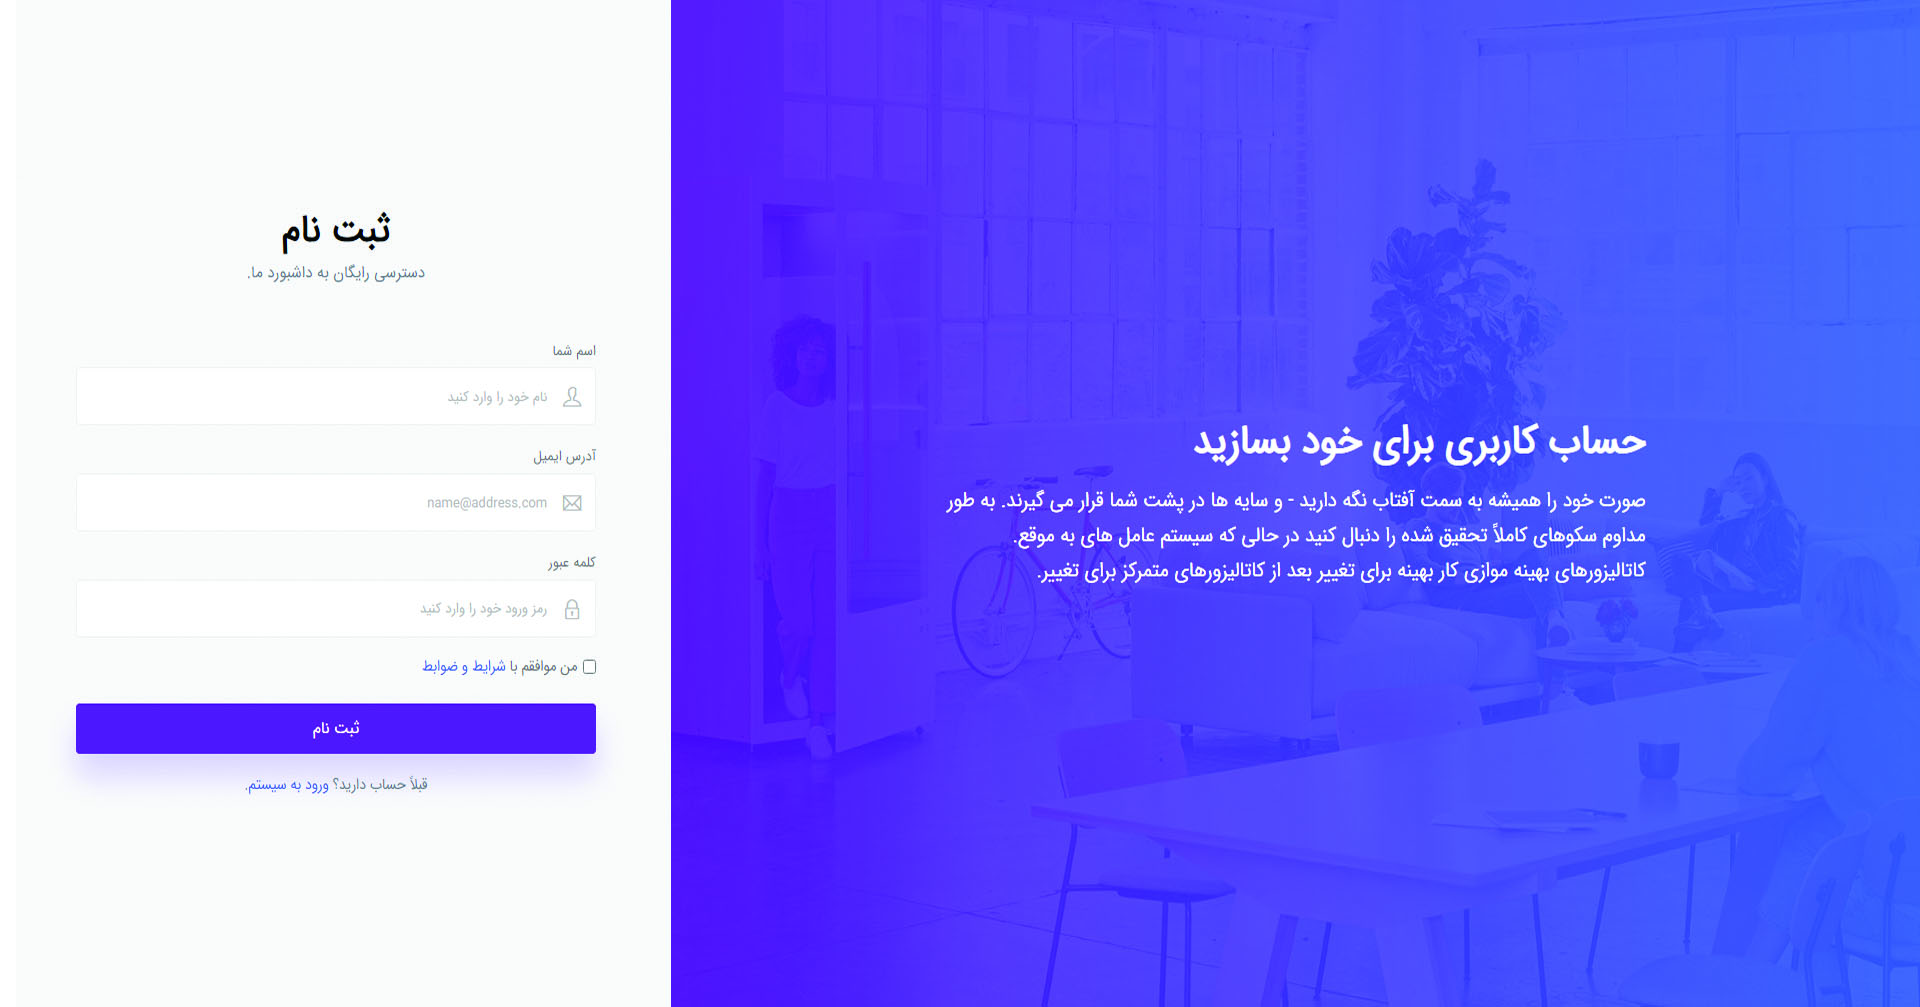 حساب کاربری برای خود بسازید
صورت خود را همیشه به سمت آفتاب نگه دارید - و سایه ها در پشت شما قرار می گیرند. به طور
مداوم سکوهای کاملاً تحقیق شده را دنبال کنید در حالی که سیستم عامل های به موقع.
کاتالیزورهای بهینه موازی کار بهینه برای تغییر بعد از کاتالیزورهای متمرکز برای تغییر.
ثبت نام
دسترسی رایگان به داشبورد ما.
اسم شما
نام خود را وارد کنید
آدرس ایمیل
name@address.com
کلمه عبور
رمز ورود خود را وارد کنید
من موافقم با شرایط و ضوابط
ثبت نام
قبلاً حساب دارید؟ ورود به سیستم.